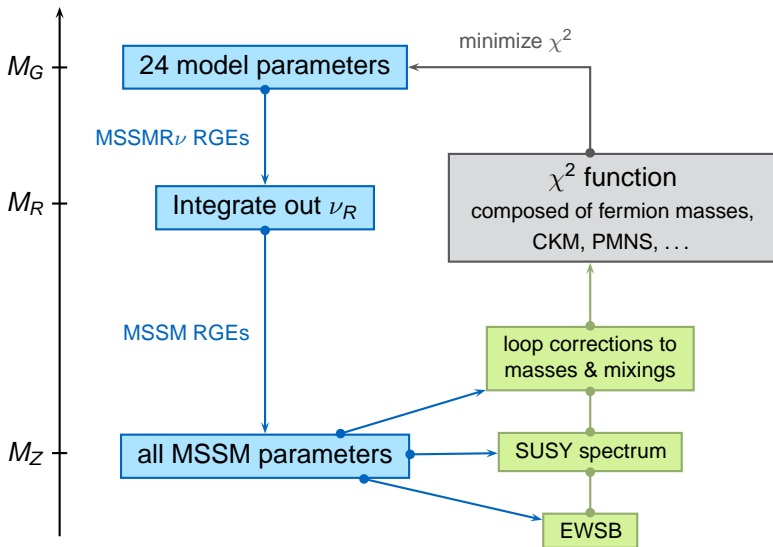 minimize χ²
M_G
24 model parameters
MSSMRν RGEs
χ² function
composed of fermion masses,
CKM, PMNS, . . .
M_R
Integrate out ν_R
MSSM RGEs
loop corrections to
masses & mixings
M_Z
all MSSM parameters
SUSY spectrum
EWSB